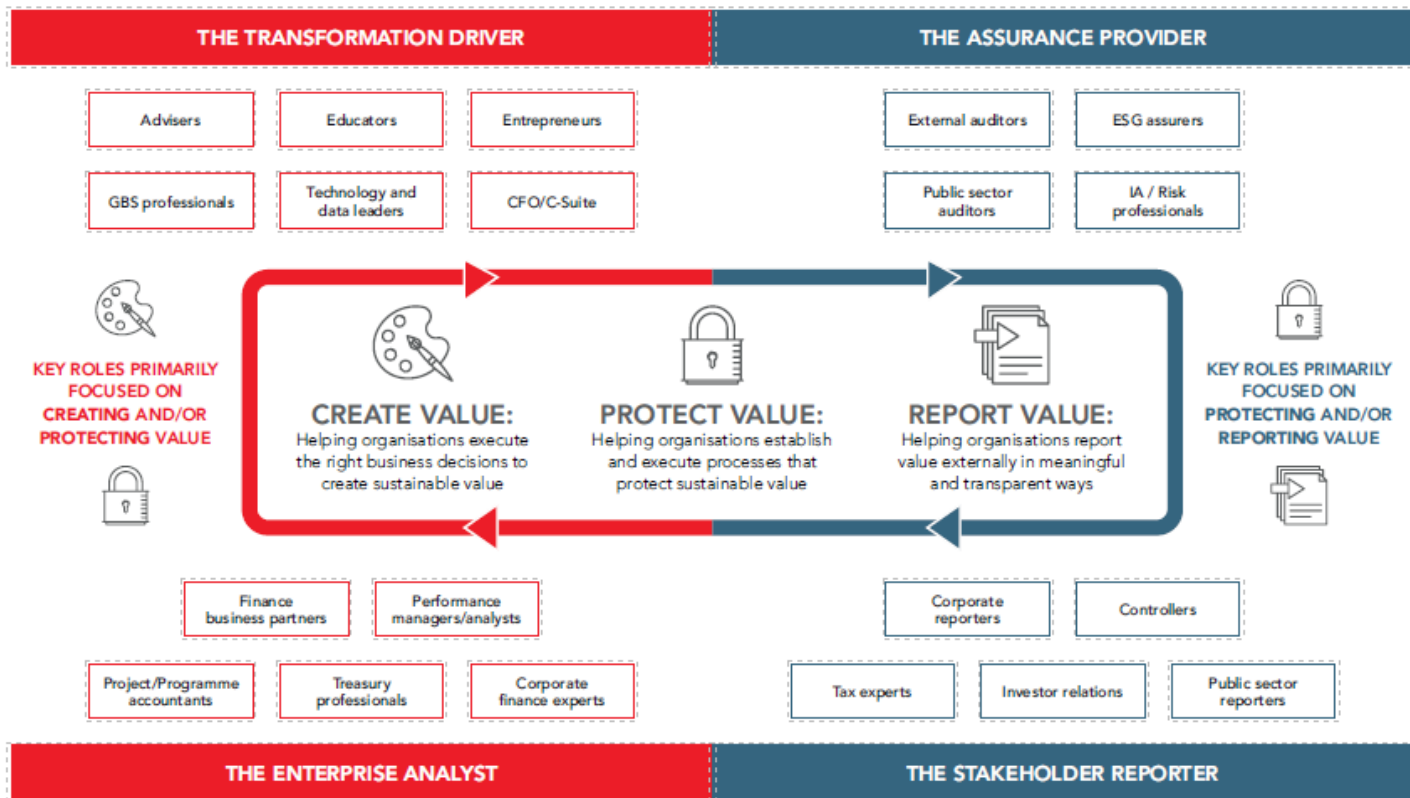 THE TRANSFORMATION DRIVER
THE ASSURANCE PROVIDER
Advisers
Educators
Entrepreneurs
External auditors
ESG assurers
GBS professionals
Technology and
data leaders
CFO/C-Suite
Public sector
auditors
IA / Risk
professionals
KEY ROLES PRIMARILY
FOCUSED ON
CREATING AND/OR
PROTECTING VALUE
CREATE VALUE:
Helping organisations execute
the right business decisions to
create sustainable value
PROTECT VALUE:
Helping organisations establish
and execute processes that
protect sustainable value
REPORT VALUE:
Helping organisations report
value externally in meaningful
and transparent ways
KEY ROLES PRIMARILY
FOCUSED ON
PROTECTING AND/OR
REPORTING VALUE
Finance
business partners
Performance
managers/analysts
Corporate
reporters
Controllers
Project/Programme
accountants
Treasury
professionals
Corporate
finance experts
Tax experts
Investor relations
Public sector
reporters
THE ENTERPRISE ANALYST
THE STAKEHOLDER REPORTER